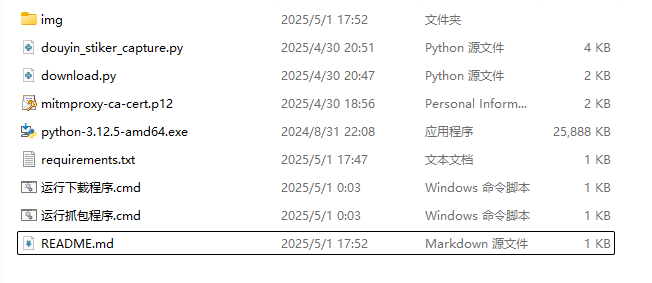 img 2025/5/1 17:52 文件夹
douyin_stiker_capture.py 2025/4/30 20:51 Python 源文件 4 KB
download.py 2025/4/30 20:47 Python 源文件 2 KB
mitmproxy-ca-cert.p12 2025/4/30 18:56 Personal Inform... 2 KB
python-3.12.5-amd64.exe 2024/8/31 22:08 应用程序 25,888 KB
requirements.txt 2025/5/1 17:47 文本文档 1 KB
运行下载程序.cmd 2025/5/1 0:03 Windows 命令脚本 1 KB
运行抓包程序.cmd 2025/5/1 0:03 Windows 命令脚本 1 KB
README.md 2025/5/1 17:52 Markdown 源文件 1 KB